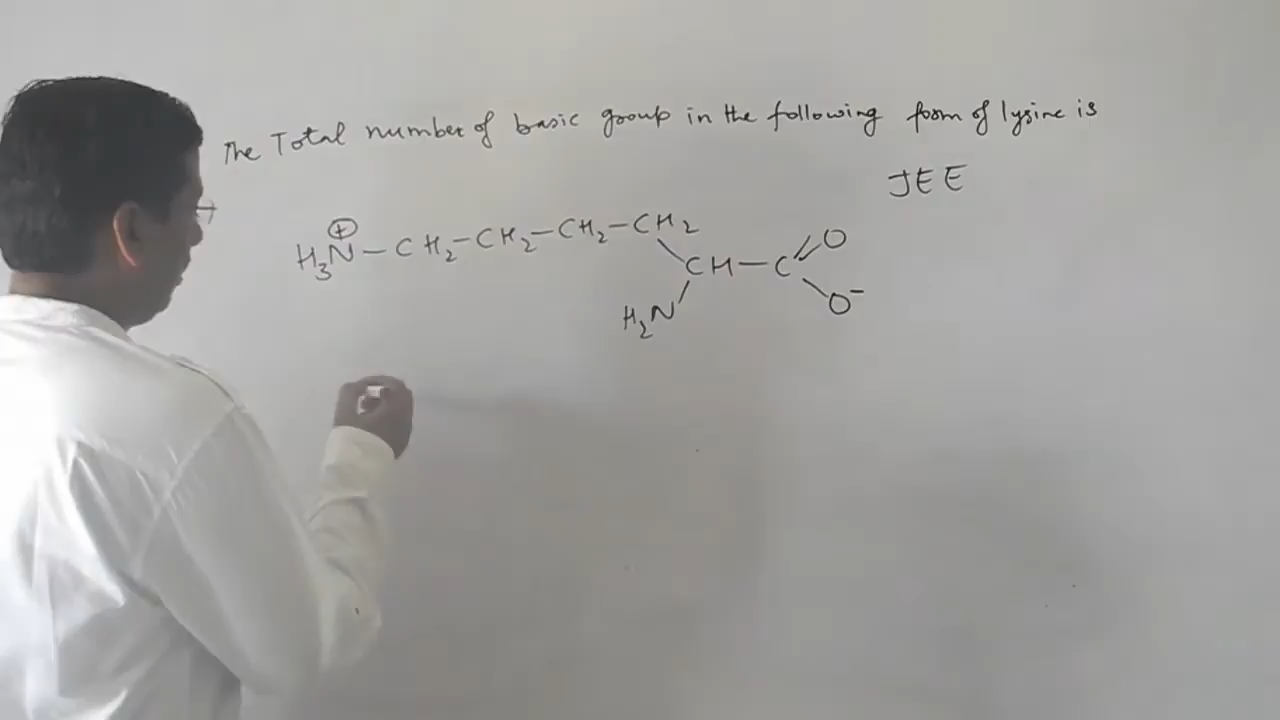 The Total number of basic group in the following form of lysine is
JEE
H3N⊕—CH2—CH2—CH2—CH2
CH—C=O
H2N O-